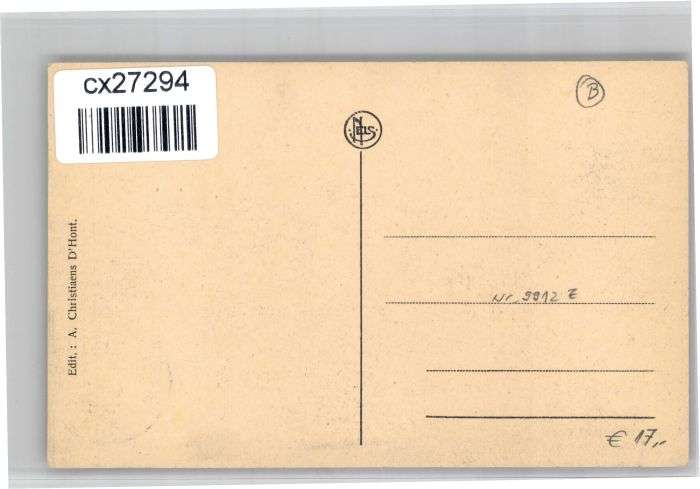 cx27294
B
NELS
Edit. : A. Christiaens D'Hont.
Nr. 9912 Z
€ 17,-